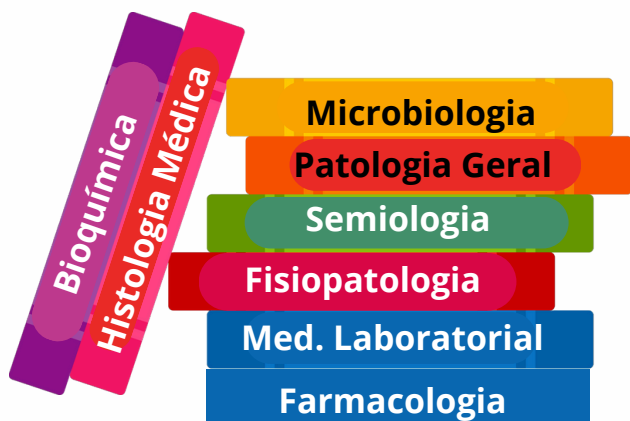 Bioquímica
Histologia Médica
Microbiologia
Patologia Geral
Semiologia
Fisiopatologia
Med. Laboratorial
Farmacologia